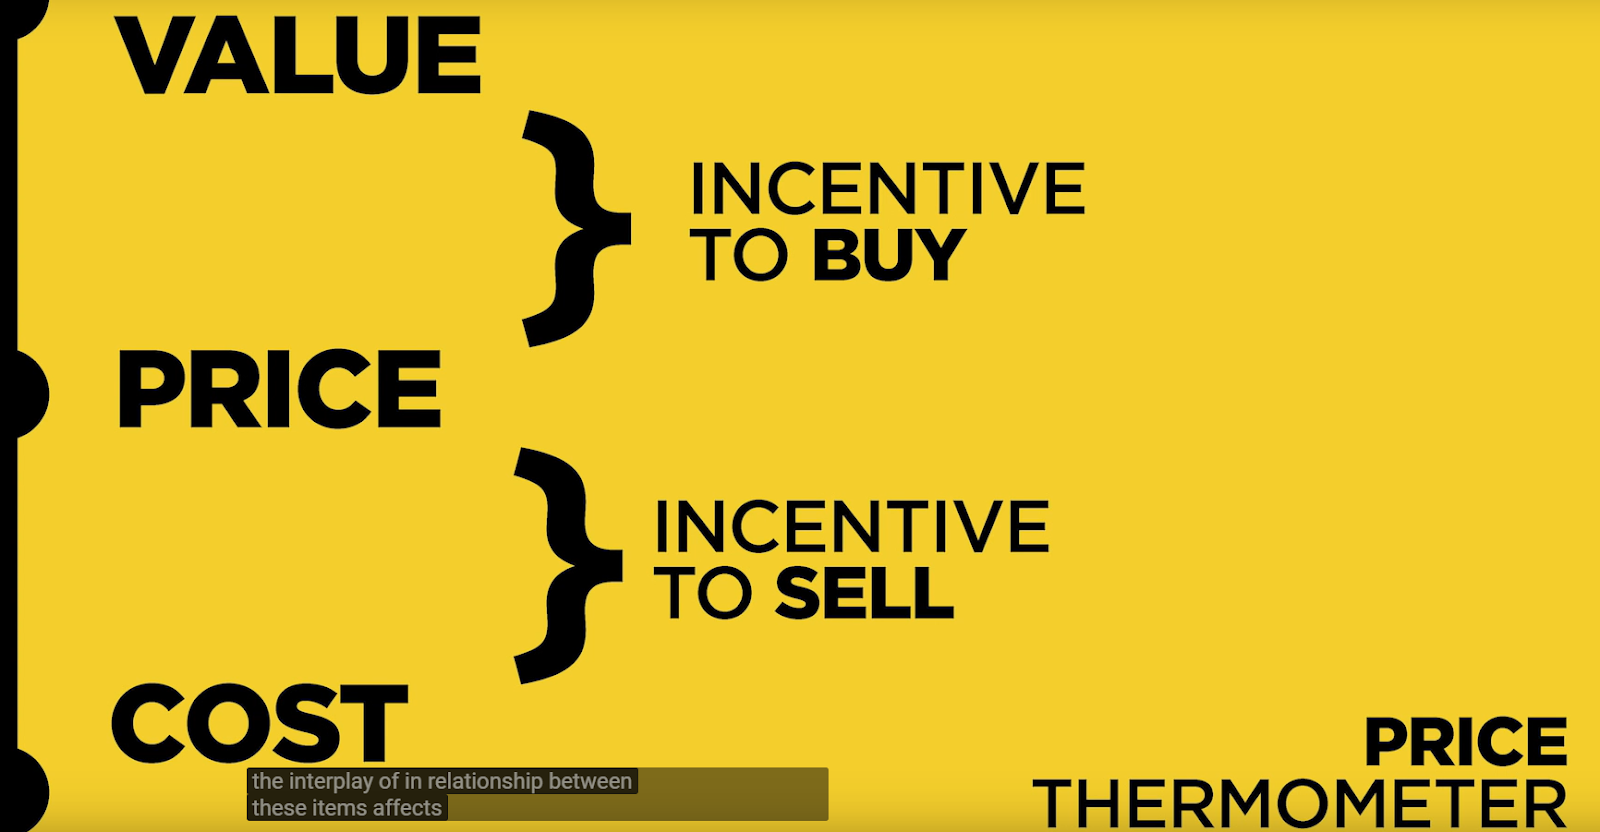 VALUE
INCENTIVE
TO BUY
PRICE
INCENTIVE
TO SELL
COST
the interplay of in relationship between
these items affects
PRICE
THERMOMETER